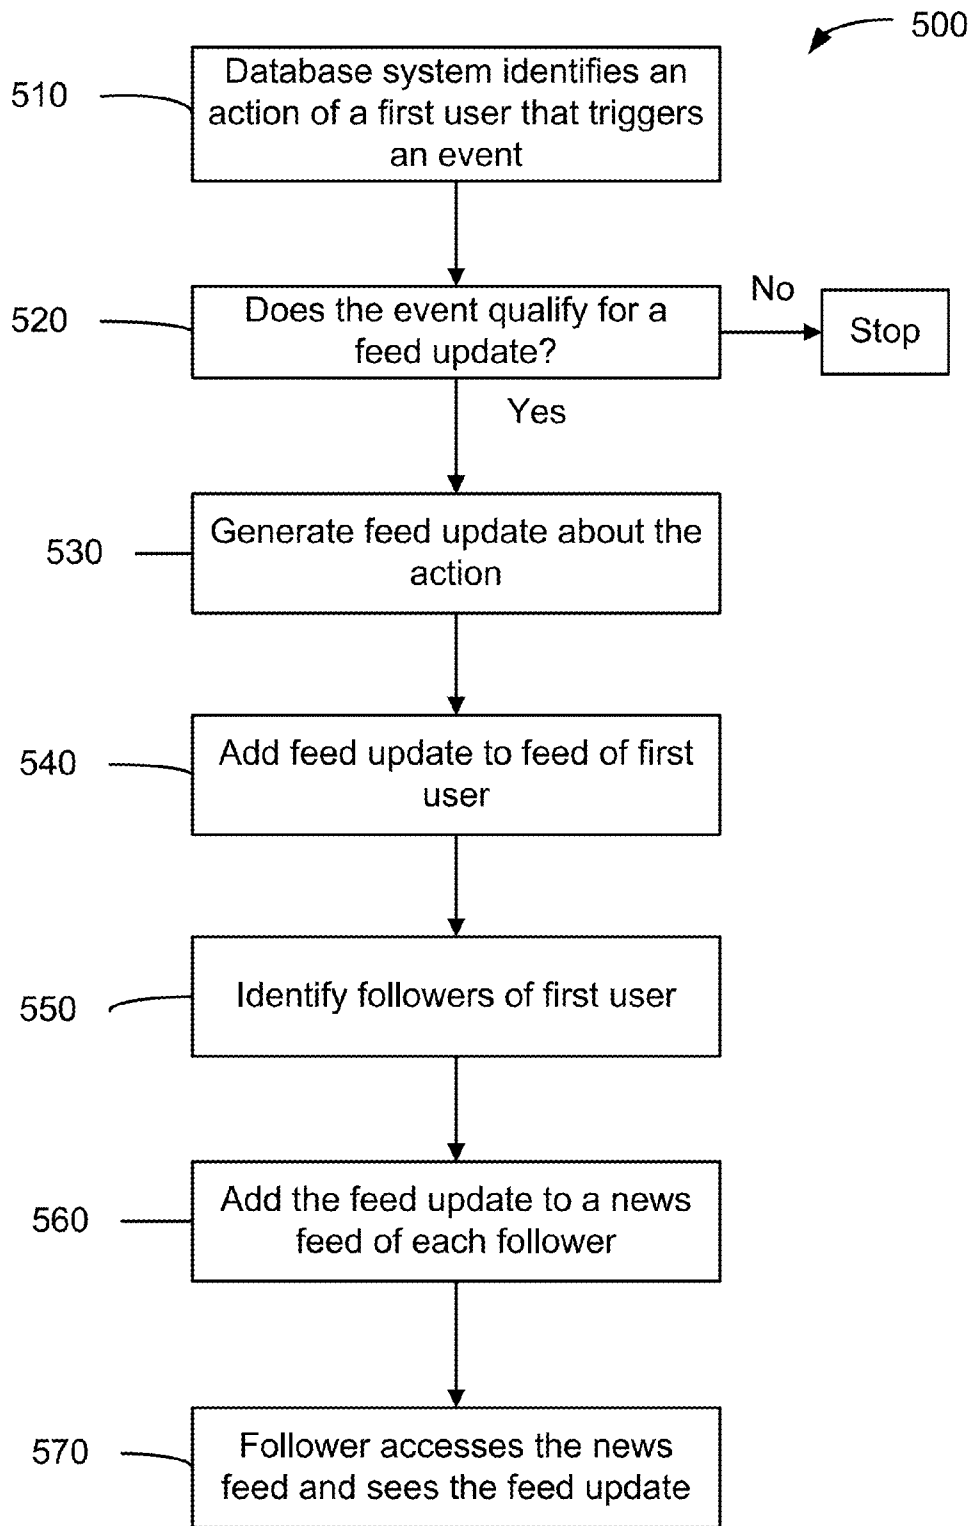 500
510
Database system identifies an
action of a first user that triggers
an event
520
Does the event qualify for a
feed update?
No
Stop
Yes
530
Generate feed update about the
action
540
Add feed update to feed of first
user
550
Identify followers of first user
560
Add the feed update to a news
feed of each follower
570
Follower accesses the news
feed and sees the feed update